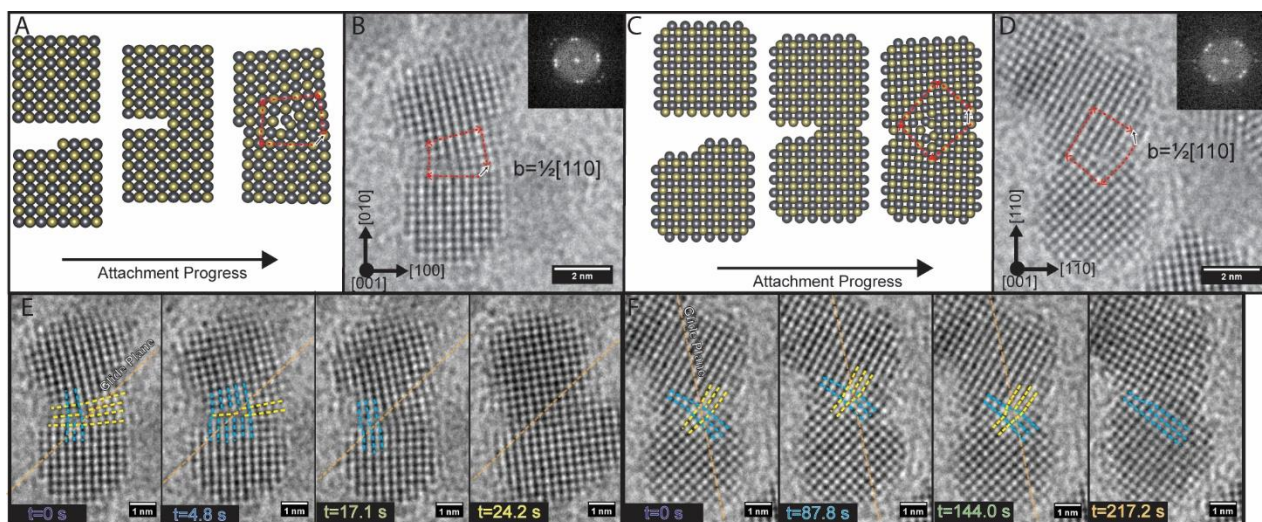 A
Attachment Progress
B
b=½[110]
[010]
[100]
[001]
2 nm
C
Attachment Progress
D
b=½[110]
[110]
[11̅0]
[001]
2 nm
E
Glide Plane
t=0 s
1 nm
t=4.8 s
1 nm
t=17.1 s
1 nm
t=24.2 s
1 nm
F
Glide Plane
t=0 s
1 nm
t=87.8 s
1 nm
t=144.0 s
1 nm
t=217.2 s
1 nm